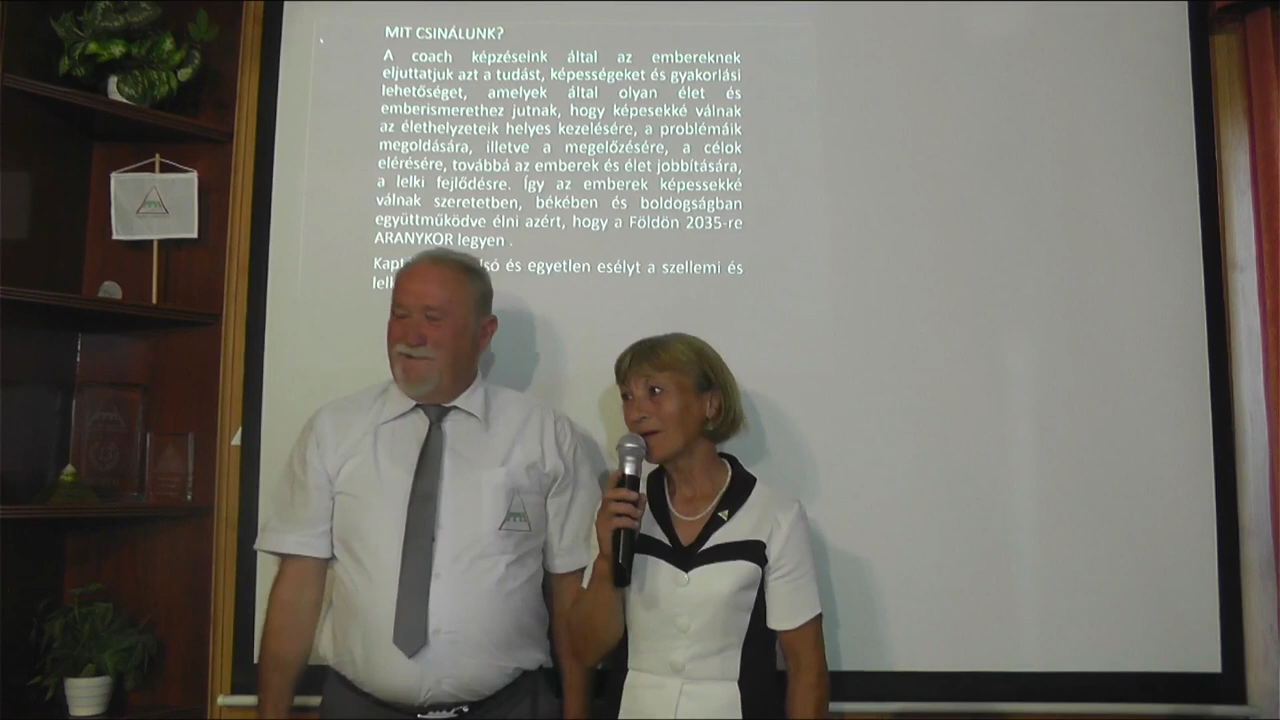 MIT CSINÁLUNK?
A coach képzéseink által az embereknek
eljuttatjuk azt a tudást, képességeket és gyakorlási
lehetőséget, amelyek által olyan élet és
emberismerethez jutnak, hogy képesekké válnak
az élethelyzeteik helyes kezelésére, a problémáik
megoldására, illetve a megelőzésére, a célok
elérésére, továbbá az emberek és élet jobbítására,
a lelki fejlődésre. Így az emberek képessekké
válnak szeretetben, békében és boldogságban
együttműködve élni azért, hogy a Földön 2035-re
ARANYKOR legyen .
és egyetlen esélyt a szellemi és